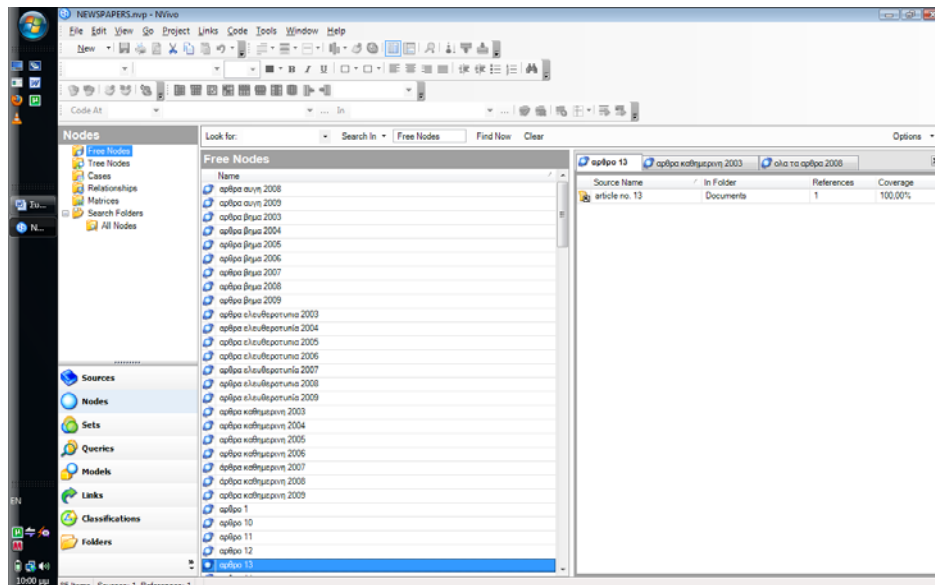 NEWSPAPERS.nvp - NVivo
File Edit View Go Project Links Code Tools Window Help
New
B I U
Code At In
Nodes
Look for: Search In Free Nodes Find Now Clear Options
Free Nodes
Tree Nodes
Cases
Relationships
Matrices
Search Folders
All Nodes
Sources
Nodes
Sets
Queries
Models
Links
Classifications
Folders
Free Nodes
Name
αρθρα αυγη 2008
αρθρα αυγη 2009
αρθρα βημα 2003
αρθρα βημα 2004
αρθρα βημα 2005
αρθρα βημα 2006
αρθρα βημα 2007
αρθρα βημα 2008
αρθρα βημα 2009
αρθρα ελευθεροτυπια 2003
αρθρα ελευθεροτυπία 2004
αρθρα ελευθεροτυπια 2005
αρθρα ελευθεροτυπια 2006
αρθρα ελευθεροτυπία 2007
αρθρα ελευθεροτυπια 2008
αρθρα ελευθεροτυπία 2009
αρθρα καθημερινη 2003
αρθρα καθημερινη 2004
αρθρα καθημερινη 2005
αρθρα καθημερινη 2006
άρθρα καθημερινη 2007
άρθρα καθημερινη 2008
αρθρα καθημερινη 2009
αρθρο 1
αρθρο 10
αρθρο 11
αρθρο 12
αρθρο 13
αρθρο 13 αρθρα καθημερινη 2003 ολα τα αρθρα 2008
Source Name In Folder References Coverage
article no. 13 Documents 1 100,00%
Συ...
N...
EN
10:00 μμ